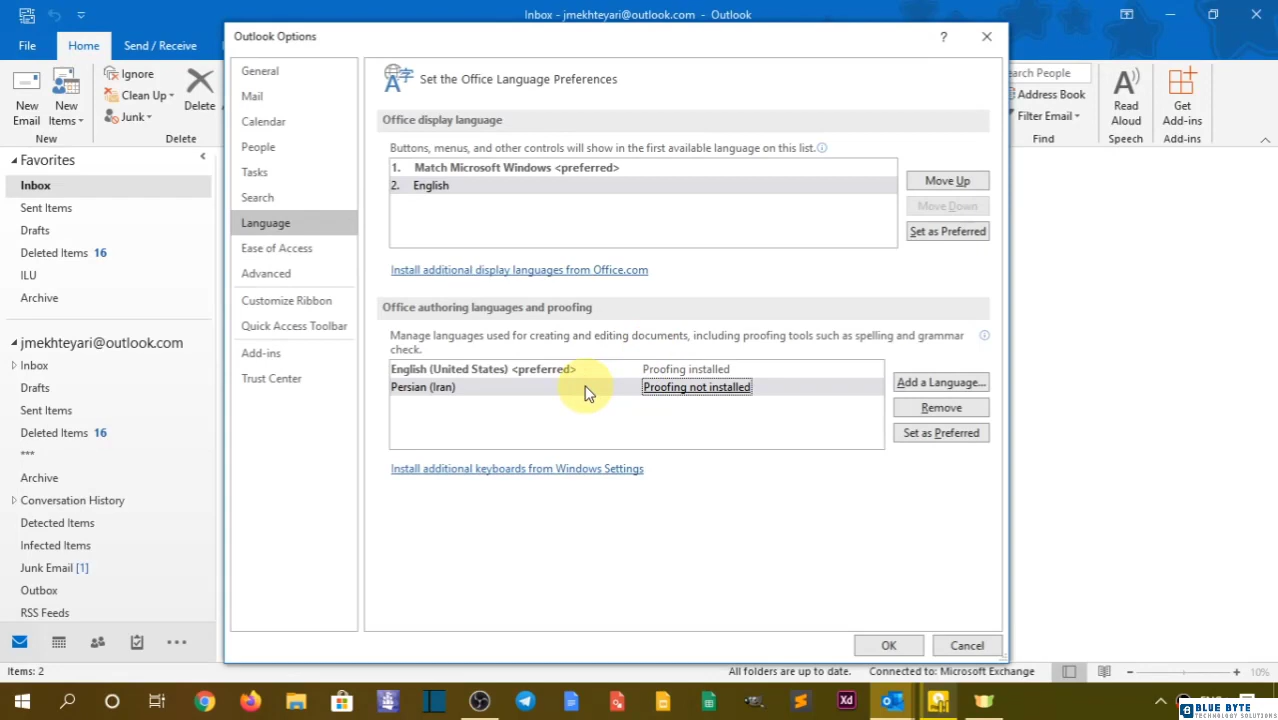 Inbox - jmekhteyari@outlook.com - Outlook
File
Home
Send / Receive
New Email
New Items
New
Ignore
Clean Up
Junk
Delete
Delete
earch People
Address Book
Filter Email
Find
Read Aloud
Speech
Get Add-ins
Add-ins
Favorites
Inbox
Sent Items
Drafts
Deleted Items 16
ILU
Archive
jmekhteyari@outlook.com
Inbox
Drafts
Sent Items
Deleted Items 16
***
Archive
Conversation History
Detected Items
Infected Items
Junk Email [1]
Outbox
RSS Feeds
Outlook Options
?
General
Mail
Calendar
People
Tasks
Search
Language
Ease of Access
Advanced
Customize Ribbon
Quick Access Toolbar
Add-ins
Trust Center
Set the Office Language Preferences
Office display language
Buttons, menus, and other controls will show in the first available language on this list.
1. Match Microsoft Windows <preferred>
2. English
Move Up
Move Down
Set as Preferred
Install additional display languages from Office.com
Office authoring languages and proofing
Manage languages used for creating and editing documents, including proofing tools such as spelling and grammar
check.
English (United States) <preferred> Proofing installed
Persian (Iran) Proofing not installed
Add a Language...
Remove
Set as Preferred
Install additional keyboards from Windows Settings
OK
Cancel
Items: 2
All folders are up to date.
Connected to: Microsoft Exchange
10%
Xd
BLUE BYTE
TECHNOLOGY SOLUTIONS